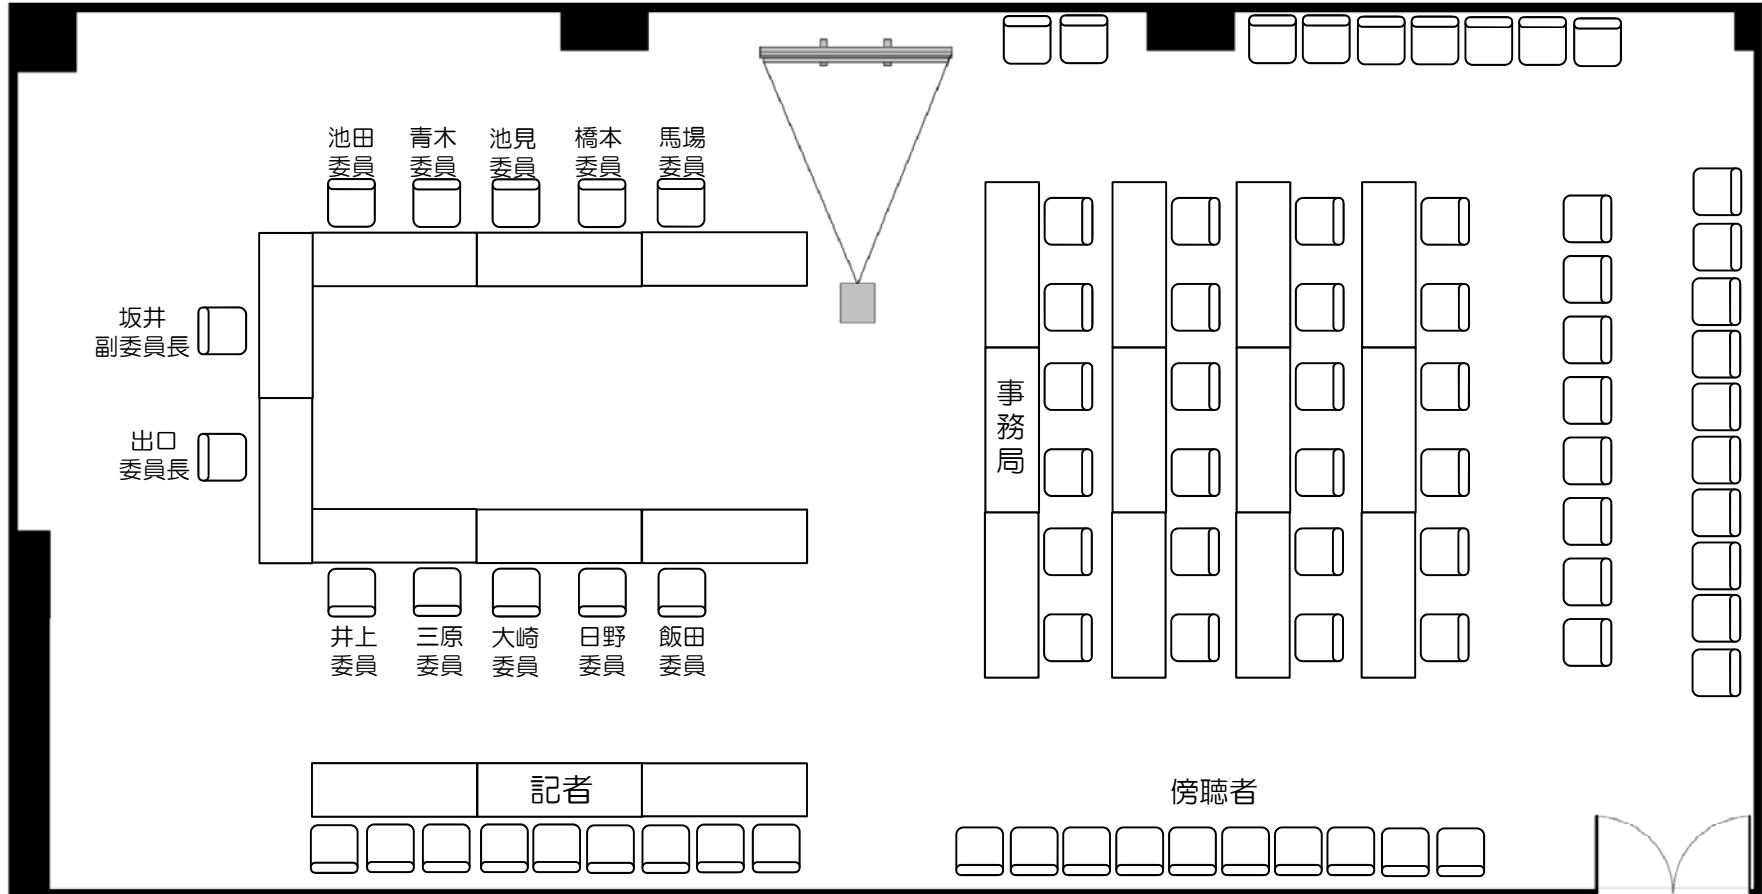 池田
委員
青木
委員
池見
委員
橋本
委員
馬場
委員
坂井
副委員長
出口
委員長
井上
委員
三原
委員
大崎
委員
日野
委員
飯田
委員
事
務
局
記者
傍聴者